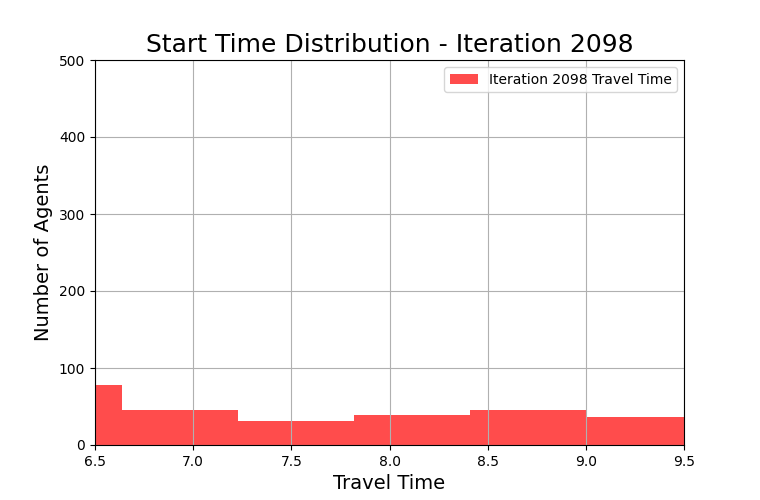 Start Time Distribution - Iteration 2098
500
Iteration 2098 Travel Time
400
300
200
100
0
Number of Agents
6.5 7.0 7.5 8.0 8.5 9.0 9.5
Travel Time